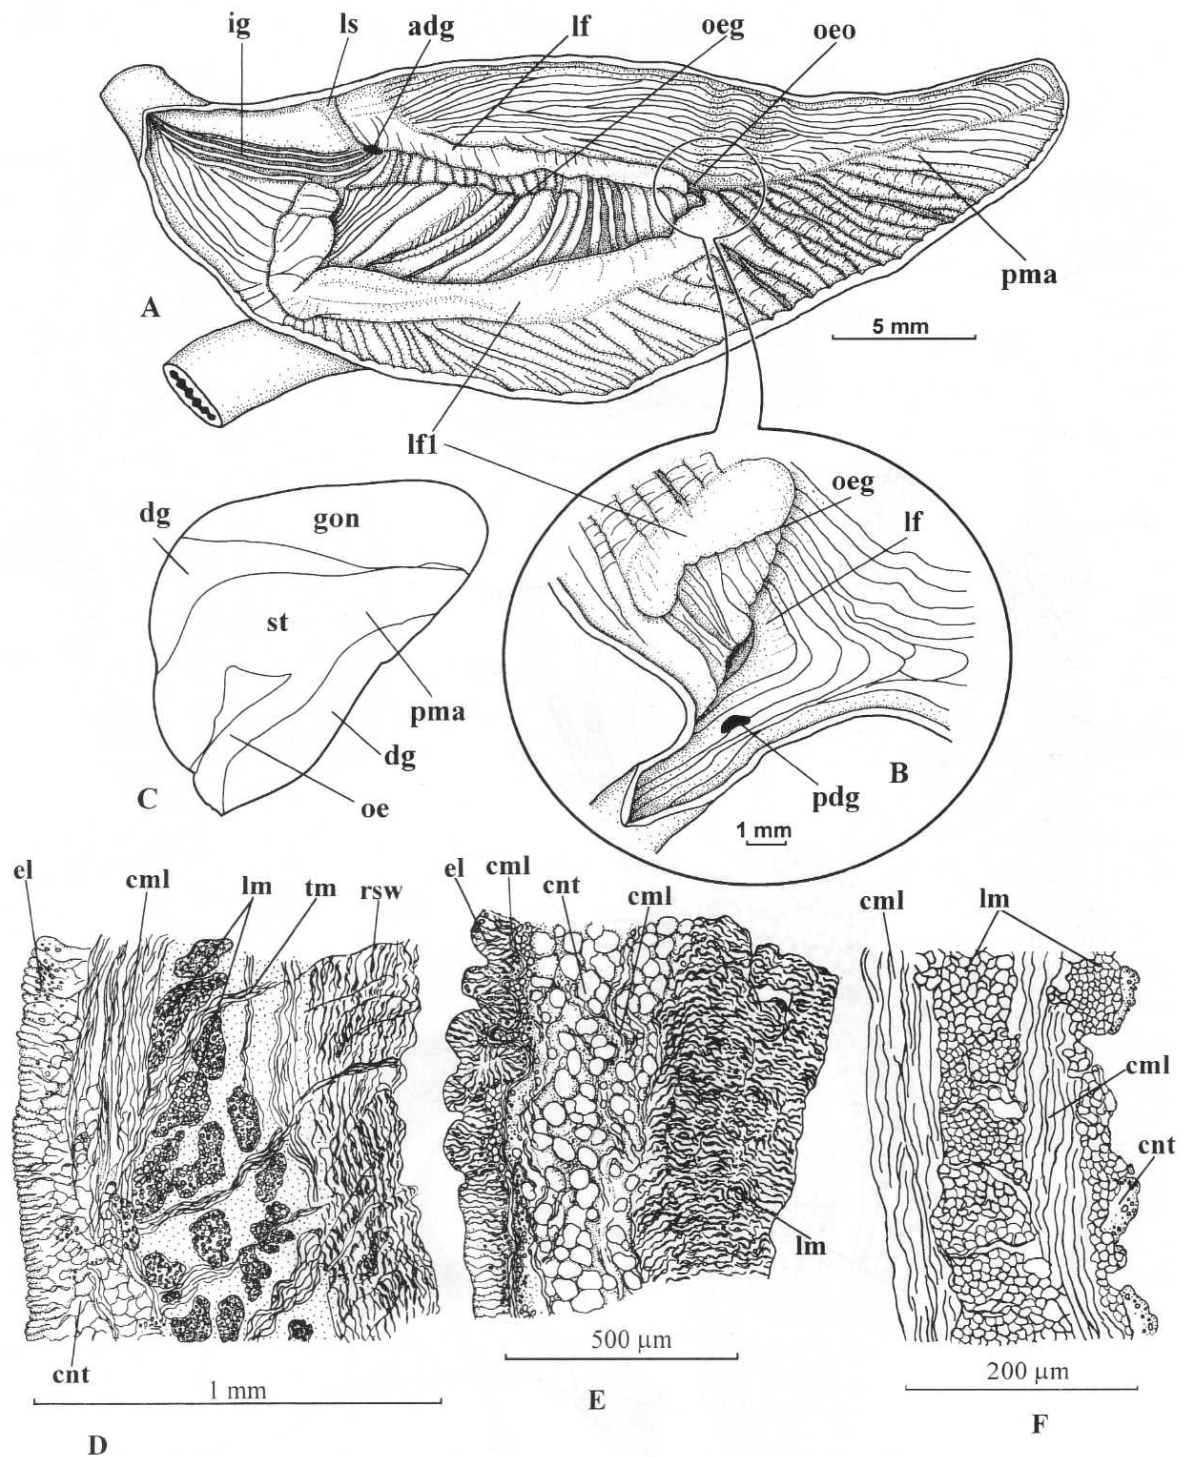 ig ls adg lf oeg oeo
pma
A
5 mm
lf1
oeg
lf
dg gon
st
pma
dg
C
oe
B
pdg
1 mm
el cml lm tm rsw
el cml cnt cml
cml lm
cml
cnt
lm
cnt
1 mm
500 µm
200 µm
D
E
F